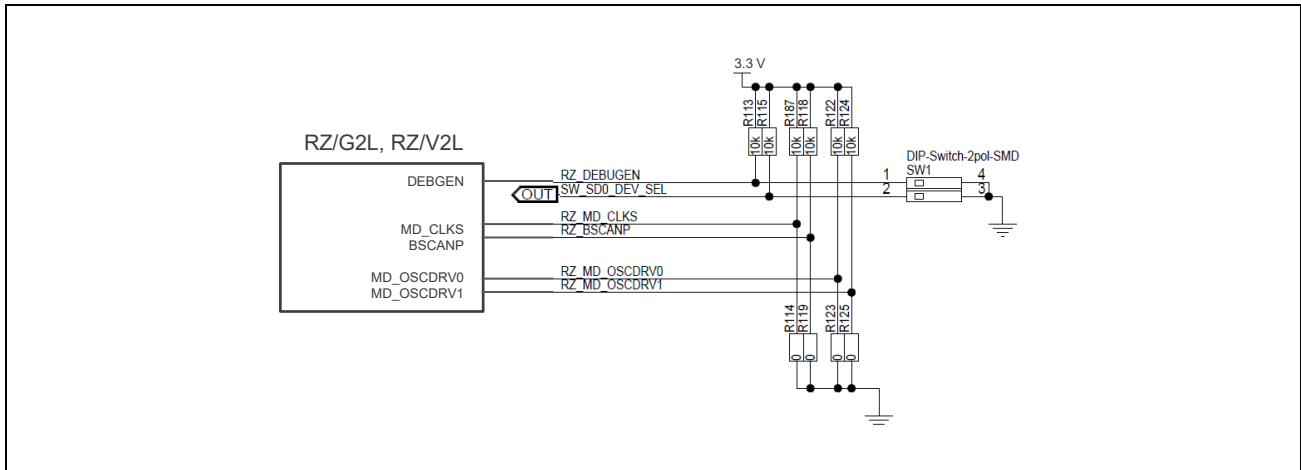 3.3 V
R113
R115
R187
R118
R122
R124
10k
10k
10k
10k
10k
10k
RZ/G2L, RZ/V2L
DIP-Switch-2pol-SMD
SW1
DEBGEN
RZ_DEBUGEN
1
4
OUT
SW_SD0_DEV_SEL
2
3
MD_CLKS
RZ_MD_CLKS
BSCANP
RZ_BSCANP
MD_OSCDRV0
RZ_MD_OSCDRV0
MD_OSCDRV1
RZ_MD_OSCDRV1
R114
R119
R123
R125
0
0
0
0